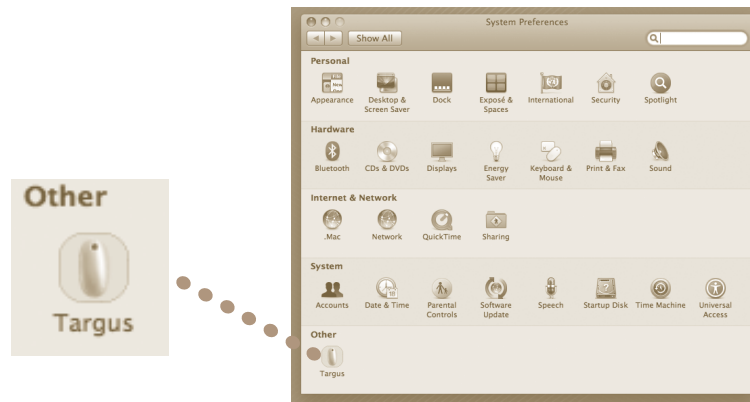 System Preferences
Show All
Personal
Appearance Desktop & Screen Saver Dock Exposé & Spaces International Security Spotlight
Hardware
Bluetooth CDs & DVDs Displays Energy Saver Keyboard & Mouse Print & Fax Sound
Internet & Network
.Mac Network QuickTime Sharing
System
Accounts Date & Time Parental Controls Software Update Speech Startup Disk Time Machine Universal Access
Other
Targus
Other
Targus